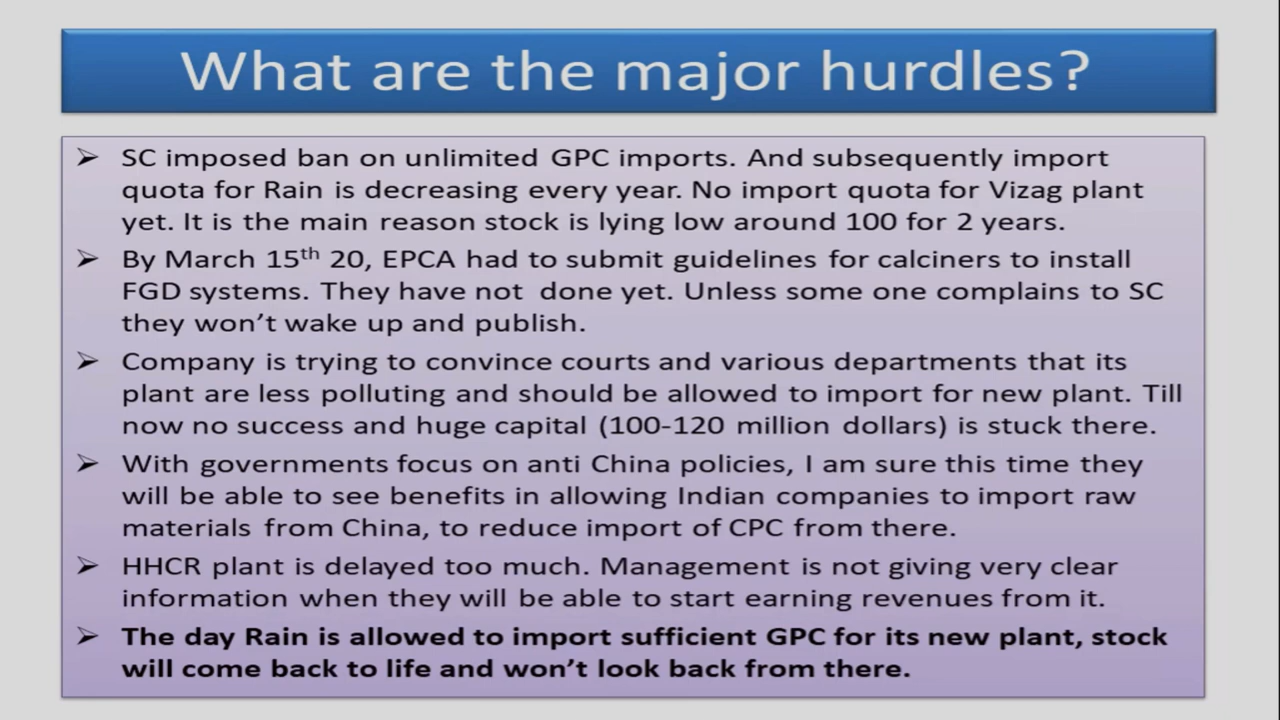 What are the major hurdles?
➢ SC imposed ban on unlimited GPC imports. And subsequently import
quota for Rain is decreasing every year. No import quota for Vizag plant
yet. It is the main reason stock is lying low around 100 for 2 years.
➢ By March 15th 20, EPCA had to submit guidelines for calciners to install
FGD systems. They have not done yet. Unless some one complains to SC
they won’t wake up and publish.
➢ Company is trying to convince courts and various departments that its
plant are less polluting and should be allowed to import for new plant. Till
now no success and huge capital (100-120 million dollars) is stuck there.
➢ With governments focus on anti China policies, I am sure this time they
will be able to see benefits in allowing Indian companies to import raw
materials from China, to reduce import of CPC from there.
➢ HHCR plant is delayed too much. Management is not giving very clear
information when they will be able to start earning revenues from it.
➢ The day Rain is allowed to import sufficient GPC for its new plant, stock
will come back to life and won’t look back from there.